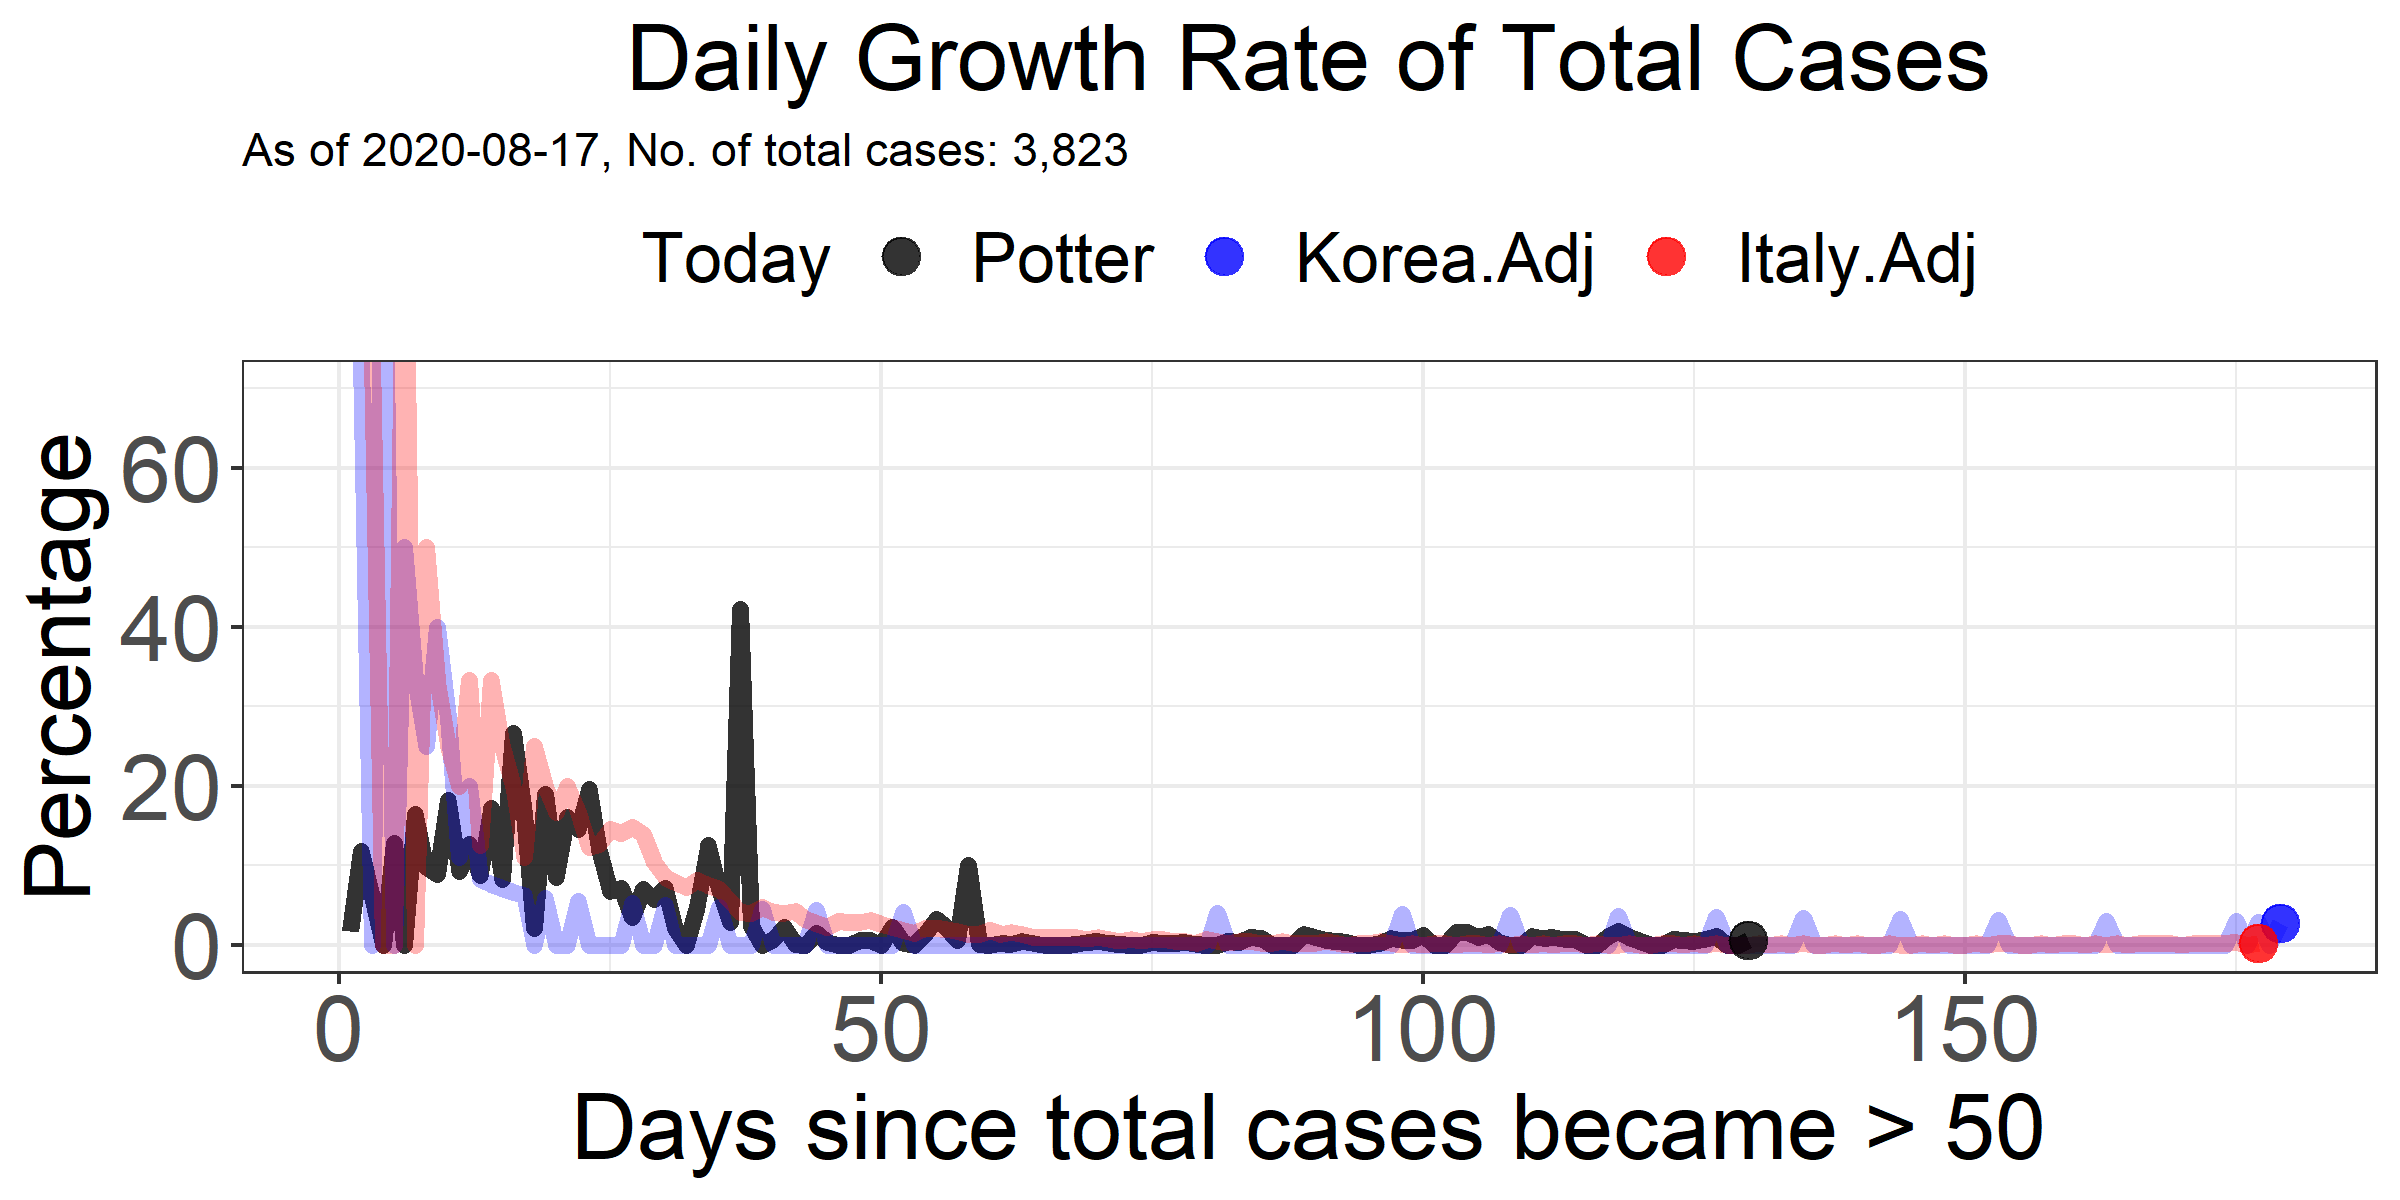 Daily Growth Rate of Total Cases
As of 2020-08-17, No. of total cases: 3,823
Today Potter Korea.Adj Italy.Adj
Percentage
60
40
20
0
0 50 100 150
Days since total cases became > 50